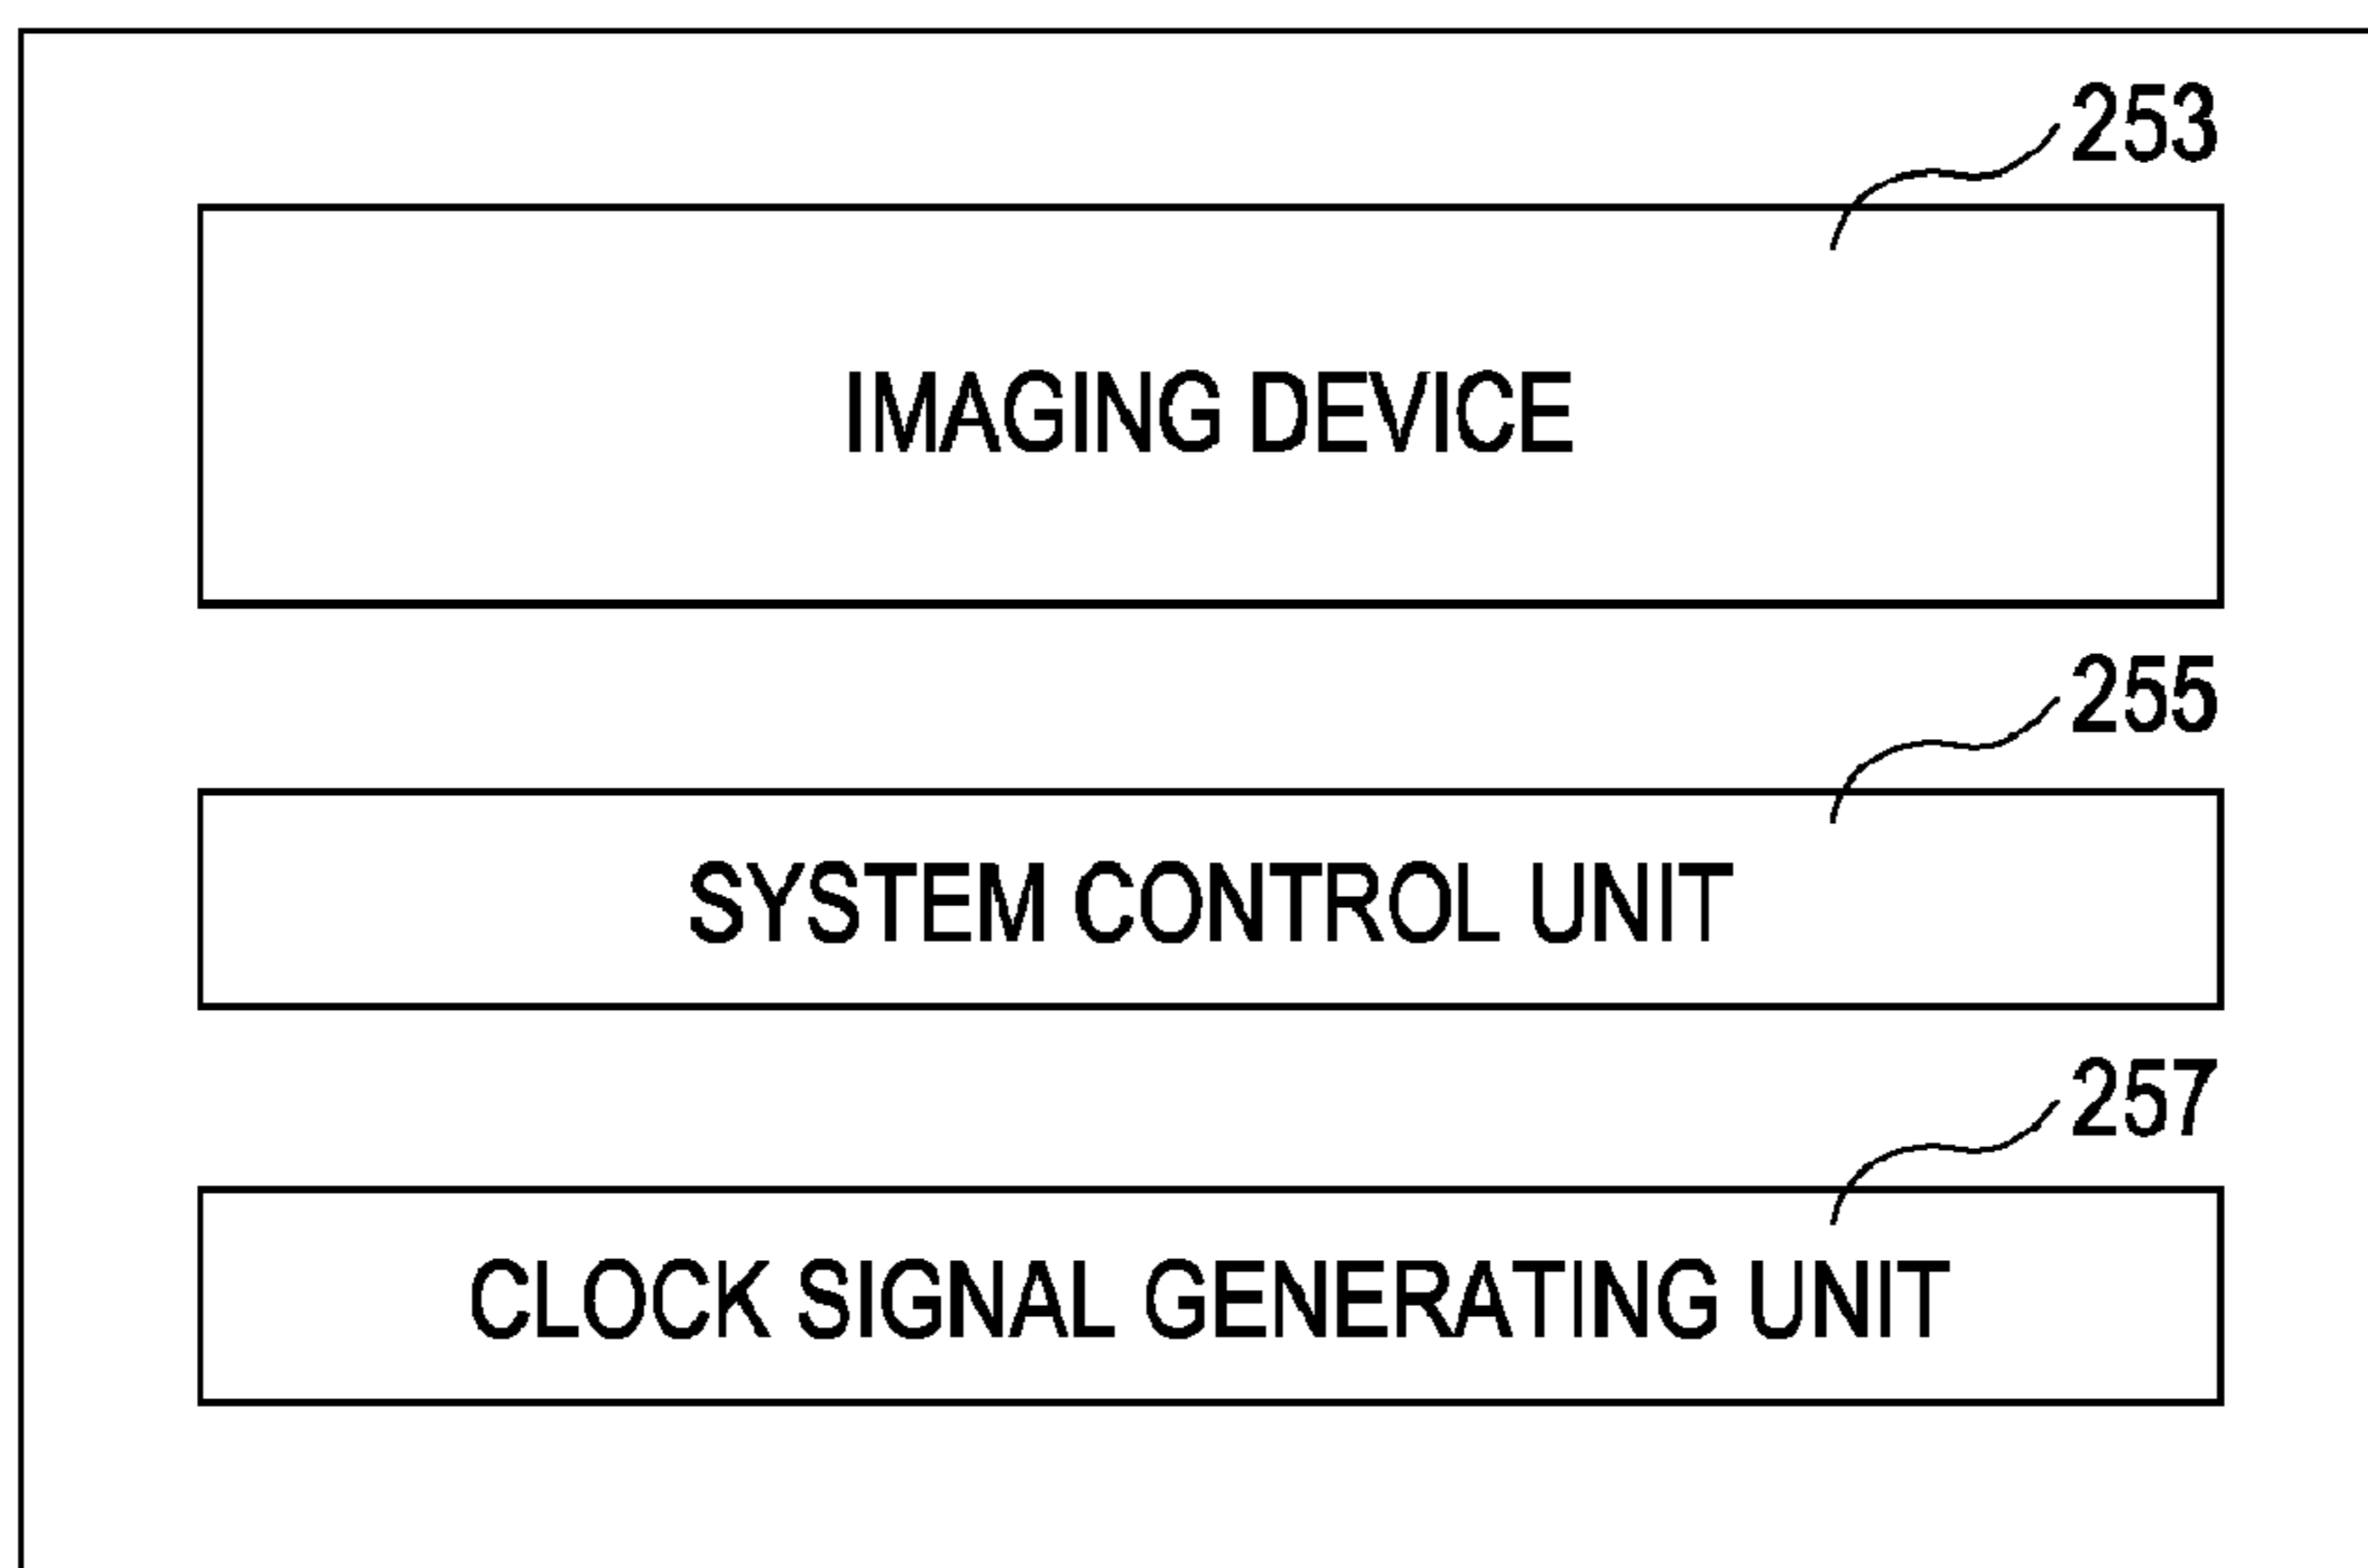 253
IMAGING DEVICE
255
SYSTEM CONTROL UNIT
257
CLOCK SIGNAL GENERATING UNIT